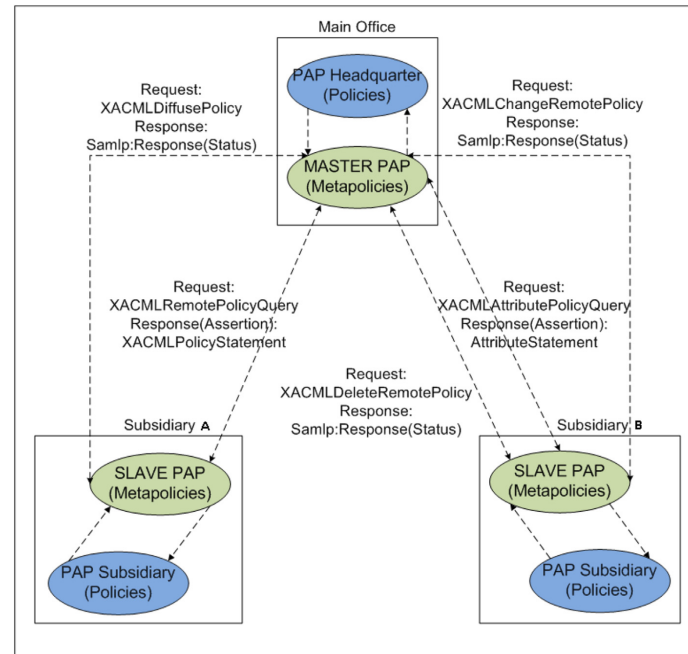 Main Office
PAP Headquarter
(Policies)
Request:
XACMLDiffusePolicy
Response:
Samlp:Response(Status)
Request:
XACMLChangeRemotePolicy
Response:
Samlp:Response(Status)
MASTER PAP
(Metapolicies)
Request:
XACMLRemotePolicyQuery
Response(Assertion):
XACMLPolicyStatement
Request:
XACMLAttributePolicyQuery
Response(Assertion):
AttributeStatement
Request:
XACMLDeleteRemotePolicy
Response:
Samlp:Response(Status)
Subsidiary A
SLAVE PAP
(Metapolicies)
PAP Subsidiary
(Policies)
Subsidiary B
SLAVE PAP
(Metapolicies)
PAP Subsidiary
(Policies)